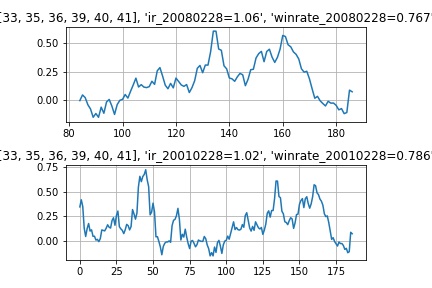 [33, 35, 36, 39, 40, 41], 'ir_20080228=1.06', 'winrate_20080228=0.767'
0.50
0.25
0.00
80 100 120 140 160 180
[33, 35, 36, 39, 40, 41], 'ir_20010228=1.02', 'winrate_20010228=0.786'
0.75
0.50
0.25
0.00
0 25 50 75 100 125 150 175